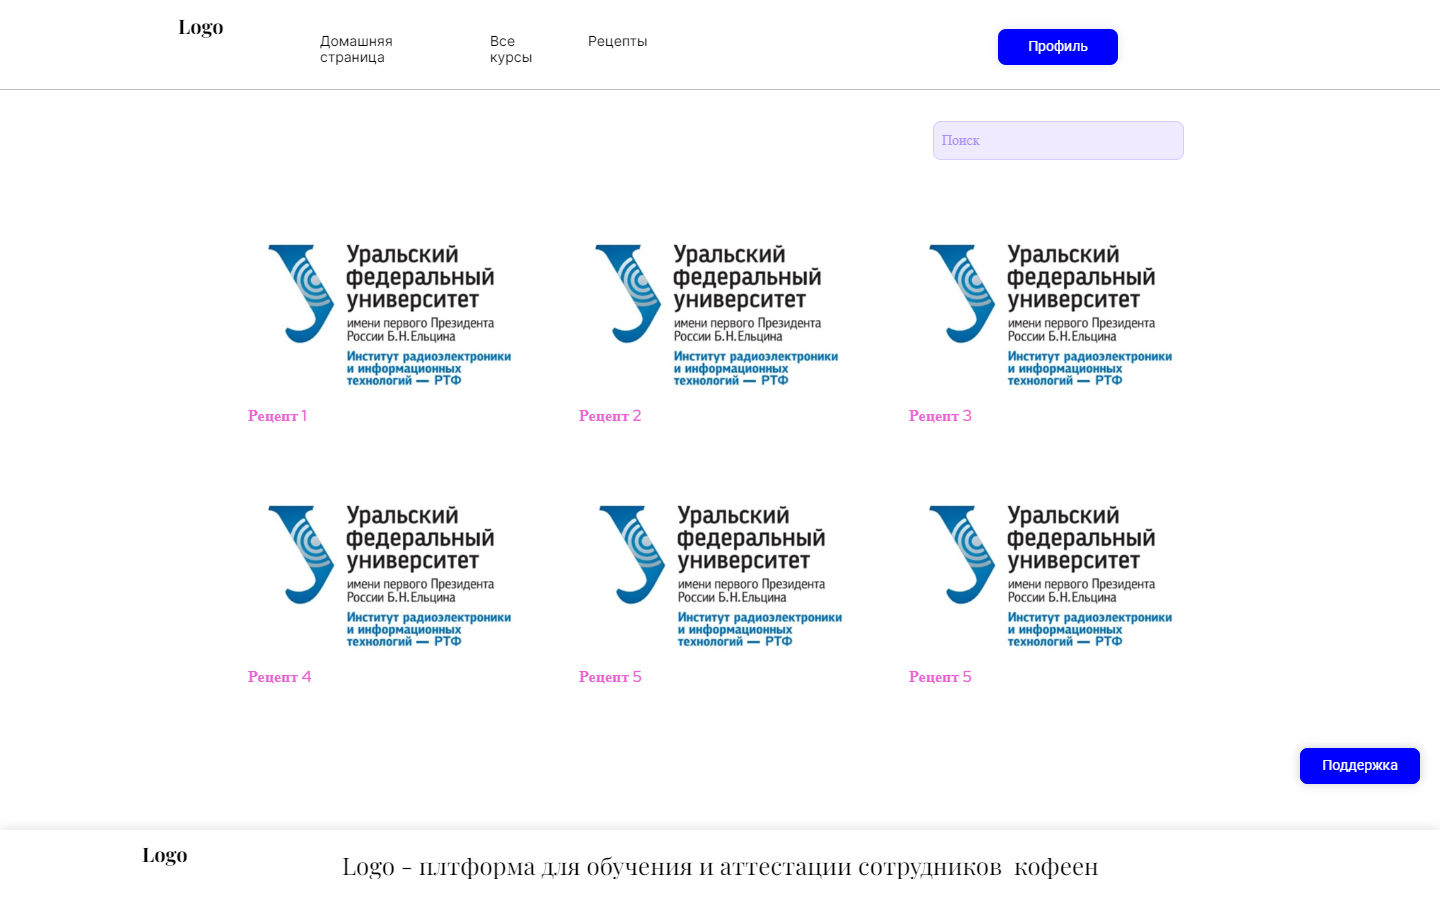 Logo
Домашняя
страница
Все
курсы
Рецепты
Профиль
Поиск
Уральский
федеральный
университет
имени первого Президента
России Б.Н.Ельцина
Институт радиоэлектроники
и информационных
технологий — РТФ
Рецепт 1
Уральский
федеральный
университет
имени первого Президента
России Б.Н.Ельцина
Институт радиоэлектроники
и информационных
технологий — РТФ
Рецепт 2
Уральский
федеральный
университет
имени первого Президента
России Б.Н.Ельцина
Институт радиоэлектроники
и информационных
технологий — РТФ
Рецепт 3
Уральский
федеральный
университет
имени первого Президента
России Б.Н.Ельцина
Институт радиоэлектроники
и информационных
технологий — РТФ
Рецепт 4
Уральский
федеральный
университет
имени первого Президента
России Б.Н.Ельцина
Институт радиоэлектроники
и информационных
технологий — РТФ
Рецепт 5
Уральский
федеральный
университет
имени первого Президента
России Б.Н.Ельцина
Институт радиоэлектроники
и информационных
технологий — РТФ
Рецепт 5
Поддержка
Logo
Logo - плтформа для обучения и аттестации сотрудников  кофеен